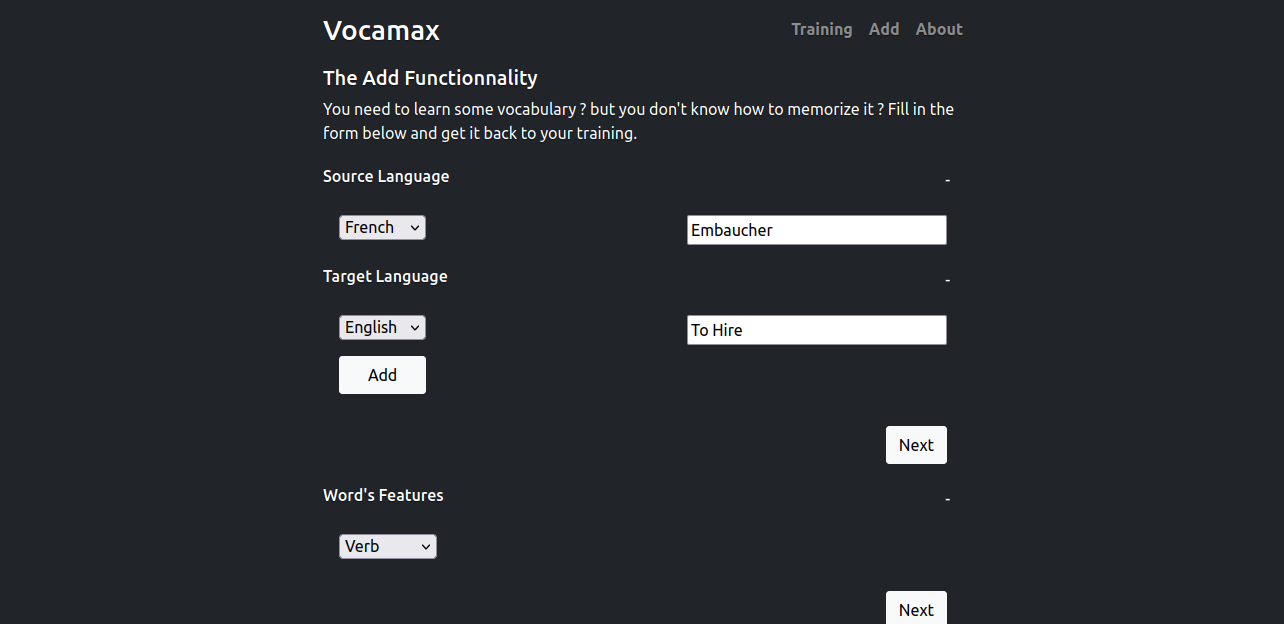 Vocamax
Training Add About
The Add Functionnality
You need to learn some vocabulary ? but you don't know how to memorize it ? Fill in the
form below and get it back to your training.
Source Language -
French Embaucher
Target Language -
English To Hire
Add
Next
Word's Features -
Verb
Next